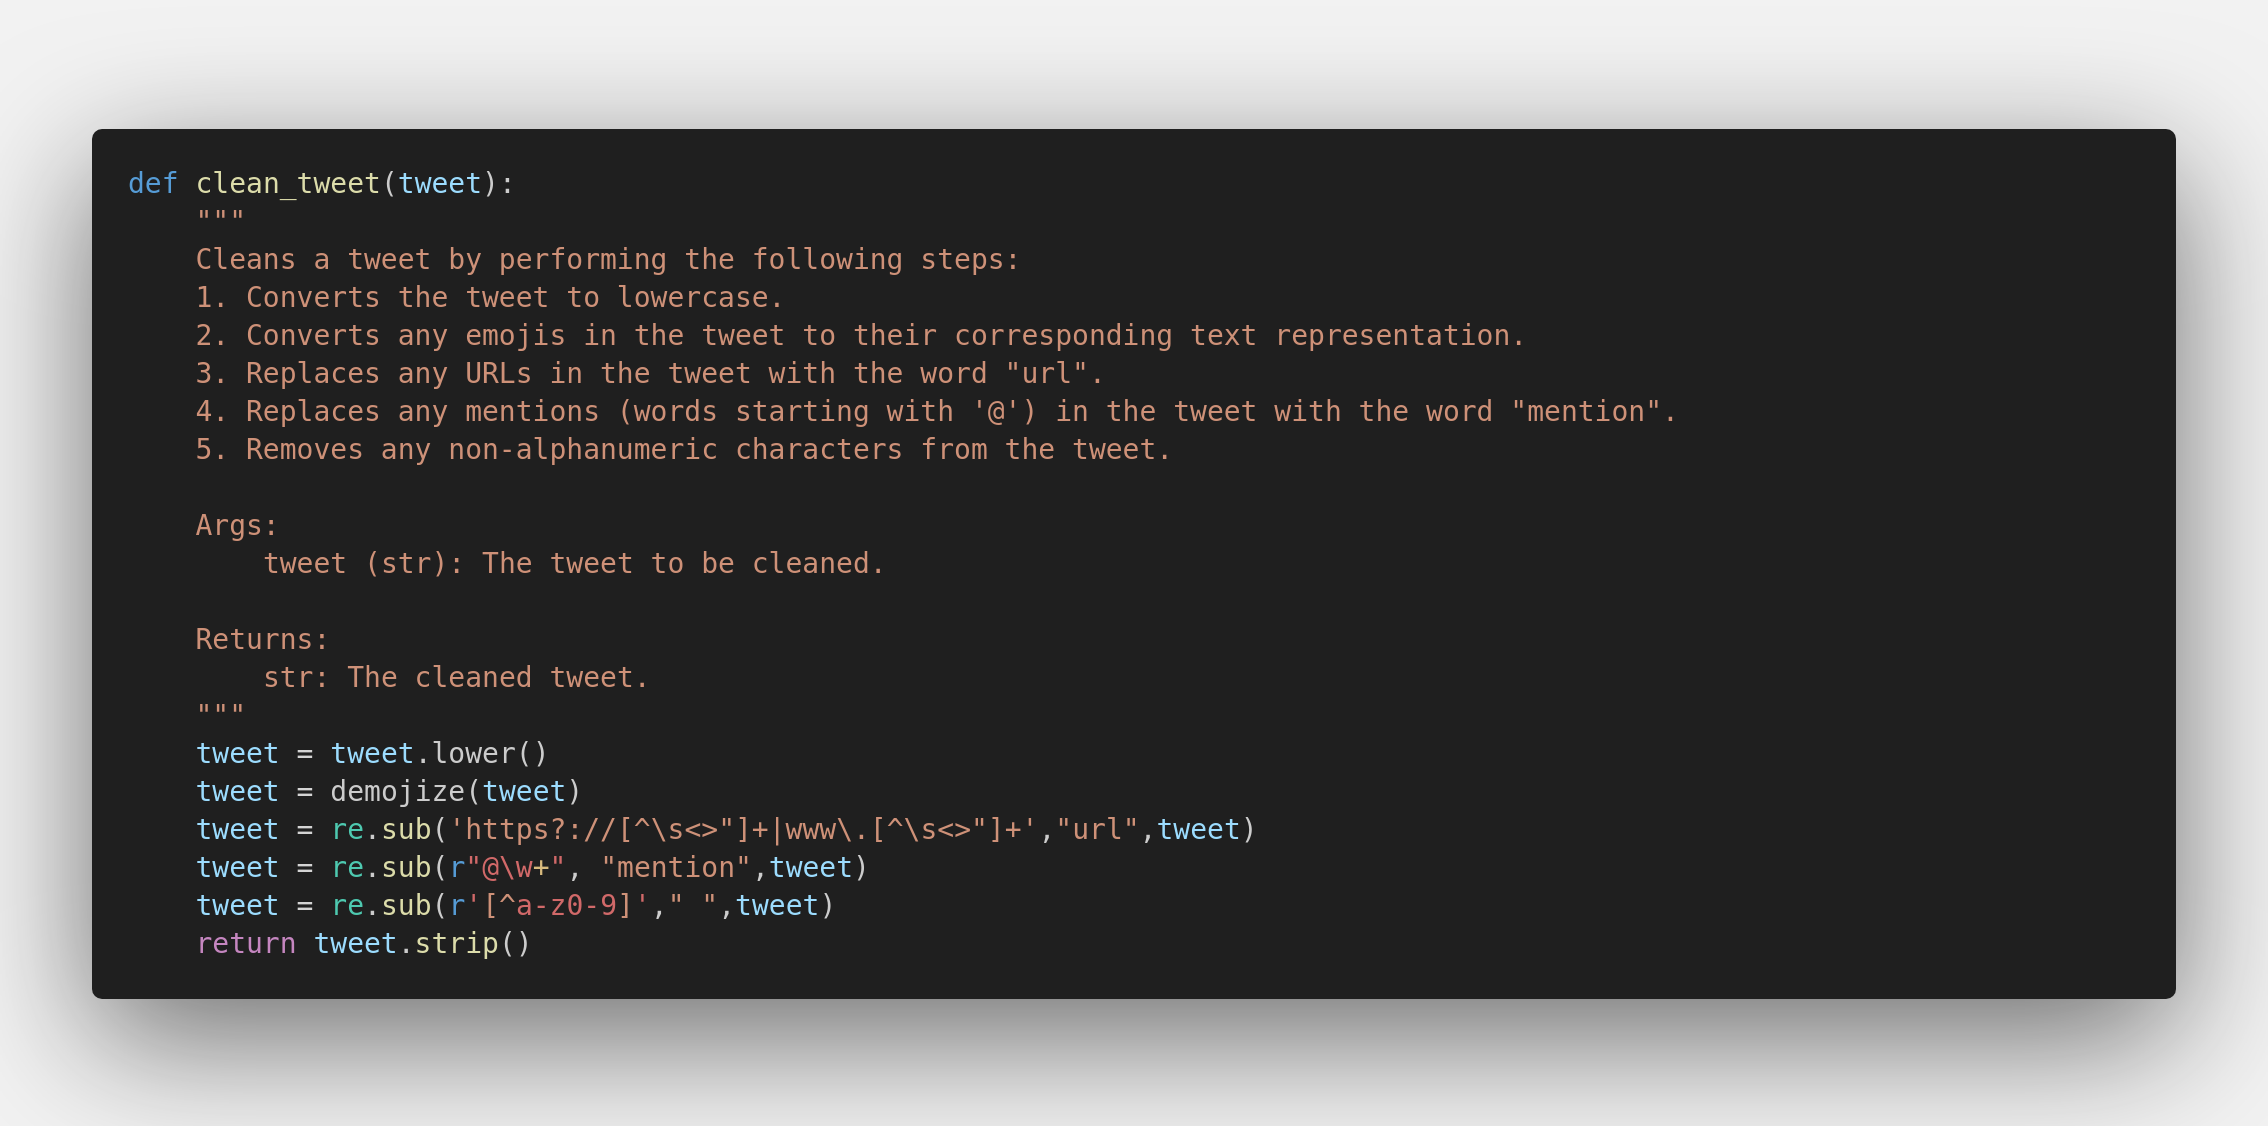 def clean_tweet(tweet):
    """
    Cleans a tweet by performing the following steps:
    1. Converts the tweet to lowercase.
    2. Converts any emojis in the tweet to their corresponding text representation.
    3. Replaces any URLs in the tweet with the word "url".
    4. Replaces any mentions (words starting with '@') in the tweet with the word "mention".
    5. Removes any non-alphanumeric characters from the tweet.

    Args:
        tweet (str): The tweet to be cleaned.

    Returns:
        str: The cleaned tweet.
    """
    tweet = tweet.lower()
    tweet = demojize(tweet)
    tweet = re.sub('https?://[^\s<>"]+|www\.[^\s<>"]+',"url",tweet)
    tweet = re.sub(r"@\w+", "mention",tweet)
    tweet = re.sub(r'[^a-z0-9]'," ",tweet)
    return tweet.strip()